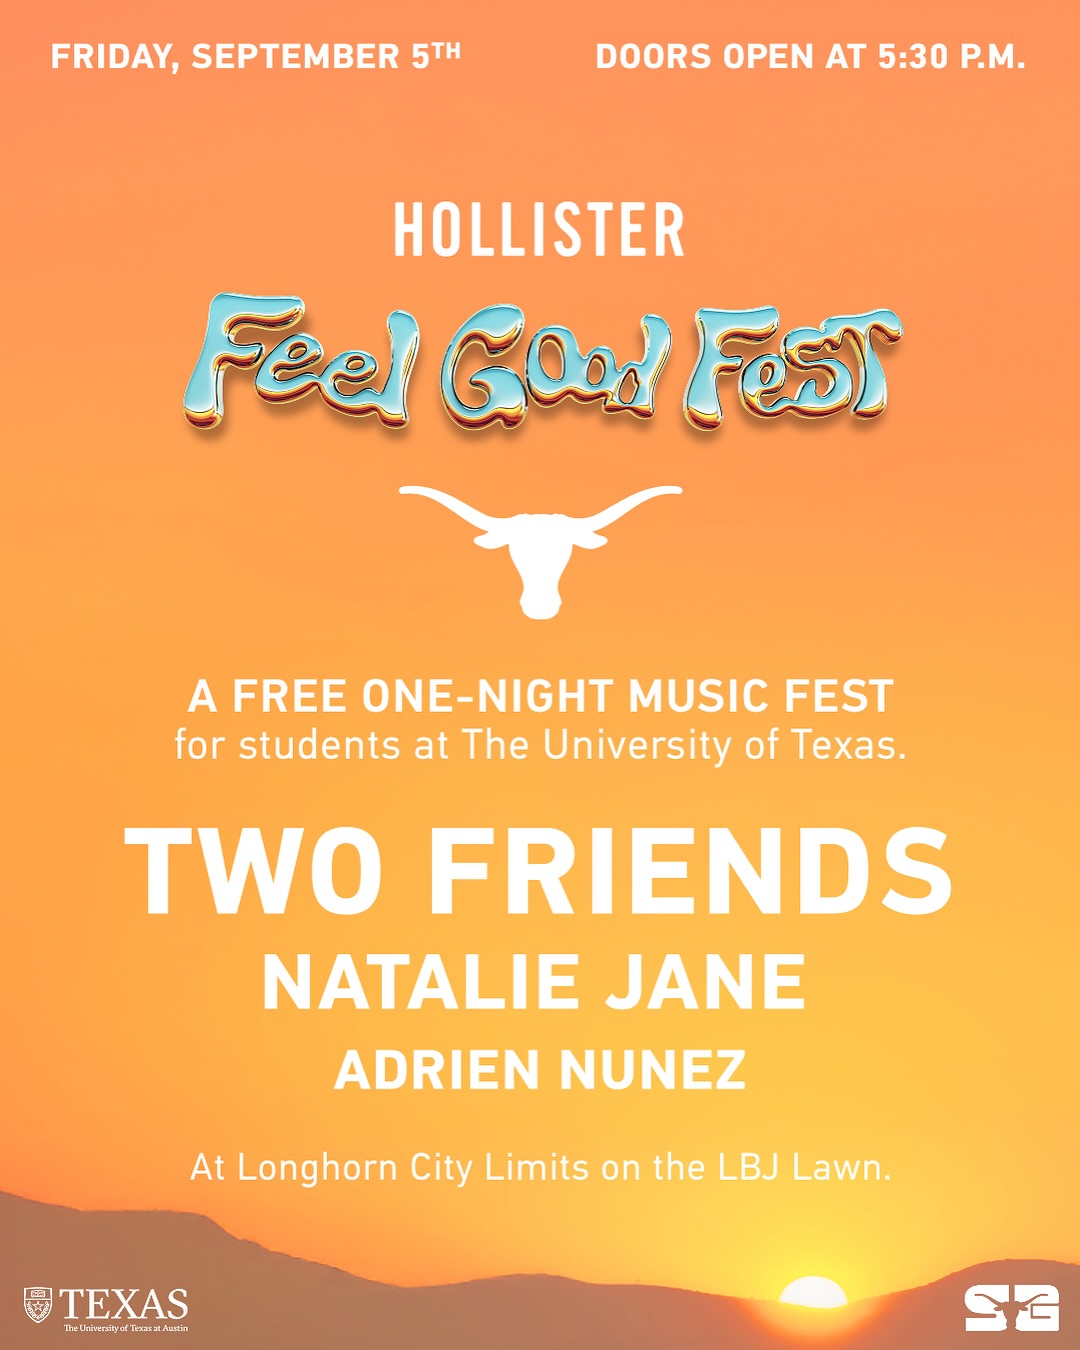 FRIDAY, SEPTEMBER 5TH
DOORS OPEN AT 5:30 P.M.
HOLLISTER
Feel Good FeST
A FREE ONE-NIGHT MUSIC FEST
for students at The University of Texas.
TWO FRIENDS
NATALIE JANE
ADRIEN NUNEZ
At Longhorn City Limits on the LBJ Lawn.
TEXAS
The University of Texas at Austin
SG